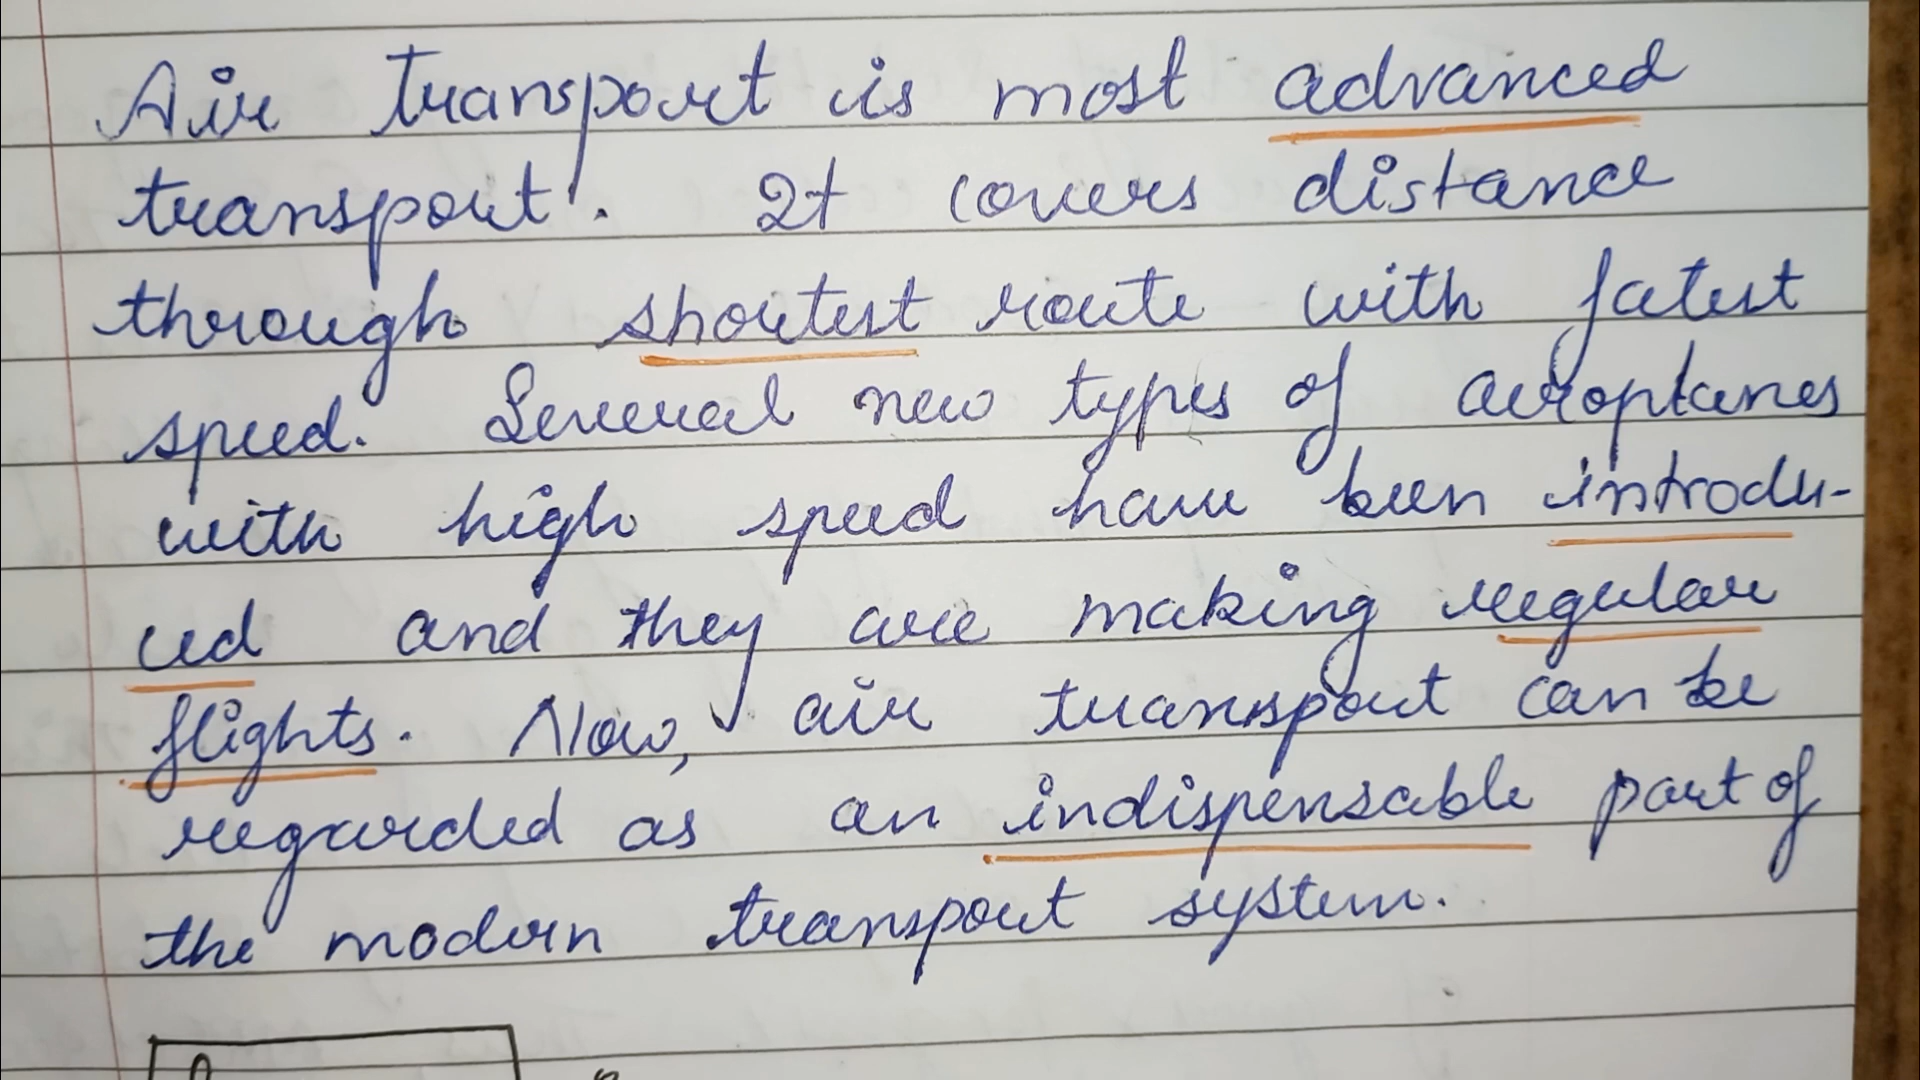 Air transport is most advanced
transport. It covers distance
through shortest route with fatest
speed. Several new types of aeroplanes
with high speed have been introdu-
ced and they are making regular
flights. Now, air transport can be
regarded as an indispensable part of
the modern transport system.